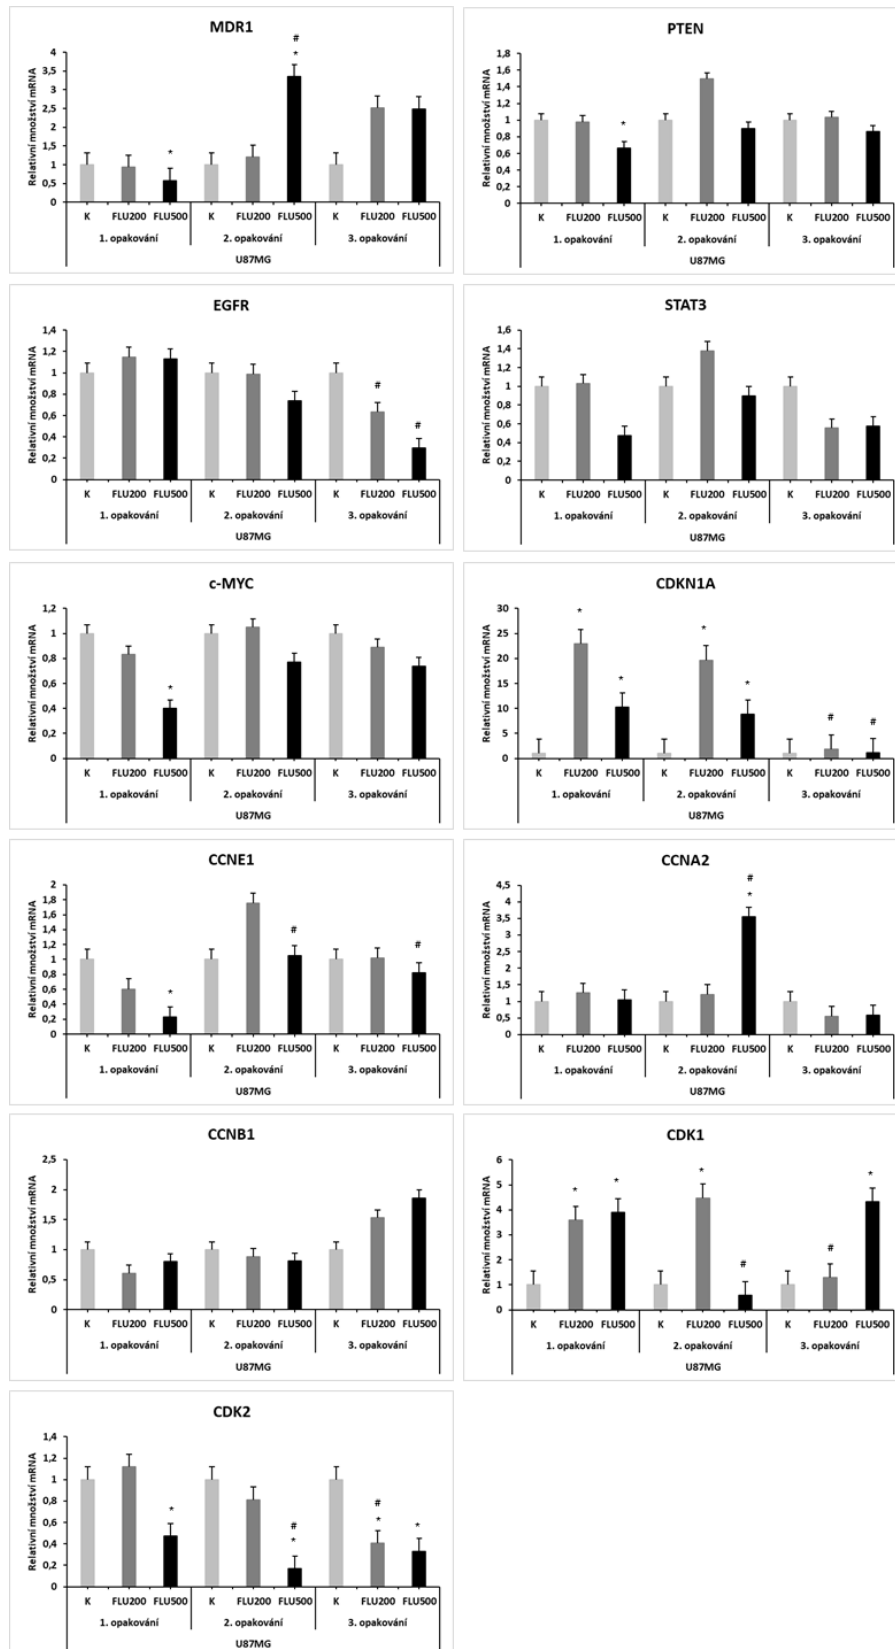 MDR1
Relativní množství mRNA
4
3,5
3
2,5
2
1,5
1
0,5
0
*
#
*
K FLU200 FLU500 K FLU200 FLU500 K FLU200 FLU500
1. opakování 2. opakování 3. opakování
U87MG
PTEN
Relativní množství mRNA
1,8
1,6
1,4
1,2
1
0,8
0,6
0,4
0,2
0
*
K FLU200 FLU500 K FLU200 FLU500 K FLU200 FLU500
1. opakování 2. opakování 3. opakování
U87MG
EGFR
Relativní množství mRNA
1,4
1,2
1
0,8
0,6
0,4
0,2
0
#
#
K FLU200 FLU500 K FLU200 FLU500 K FLU200 FLU500
1. opakování 2. opakování 3. opakování
U87MG
STAT3
Relativní množství mRNA
1,6
1,4
1,2
1
0,8
0,6
0,4
0,2
0
K FLU200 FLU500 K FLU200 FLU500 K FLU200 FLU500
1. opakování 2. opakování 3. opakování
U87MG
c-MYC
Relativní množství mRNA
1,2
1
0,8
0,6
0,4
0,2
0
*
K FLU200 FLU500 K FLU200 FLU500 K FLU200 FLU500
1. opakování 2. opakování 3. opakování
U87MG
CDKN1A
Relativní množství mRNA
30
25
20
15
10
5
0
*
*
*
*
#
#
K FLU200 FLU500 K FLU200 FLU500 K FLU200 FLU500
1. opakování 2. opakování 3. opakování
U87MG
CCNE1
Relativní množství mRNA
2
1,8
1,6
1,4
1,2
1
0,8
0,6
0,4
0,2
0
*
#
#
K FLU200 FLU500 K FLU200 FLU500 K FLU200 FLU500
1. opakování 2. opakování 3. opakování
U87MG
CCNA2
Relativní množství mRNA
4,5
4
3,5
3
2,5
2
1,5
1
0,5
0
#
*
K FLU200 FLU500 K FLU200 FLU500 K FLU200 FLU500
1. opakování 2. opakování 3. opakování
U87MG
CCNB1
Relativní množství mRNA
2,5
2
1,5
1
0,5
0
K FLU200 FLU500 K FLU200 FLU500 K FLU200 FLU500
1. opakování 2. opakování 3. opakování
U87MG
CDK1
Relativní množství mRNA
6
5
4
3
2
1
0
*
*
*
#
#
*
K FLU200 FLU500 K FLU200 FLU500 K FLU200 FLU500
1. opakování 2. opakování 3. opakování
U87MG
CDK2
Relativní množství mRNA
1,4
1,2
1
0,8
0,6
0,4
0,2
0
*
#
*
#
*
*
K FLU200 FLU500 K FLU200 FLU500 K FLU200 FLU500
1. opakování 2. opakování 3. opakování
U87MG